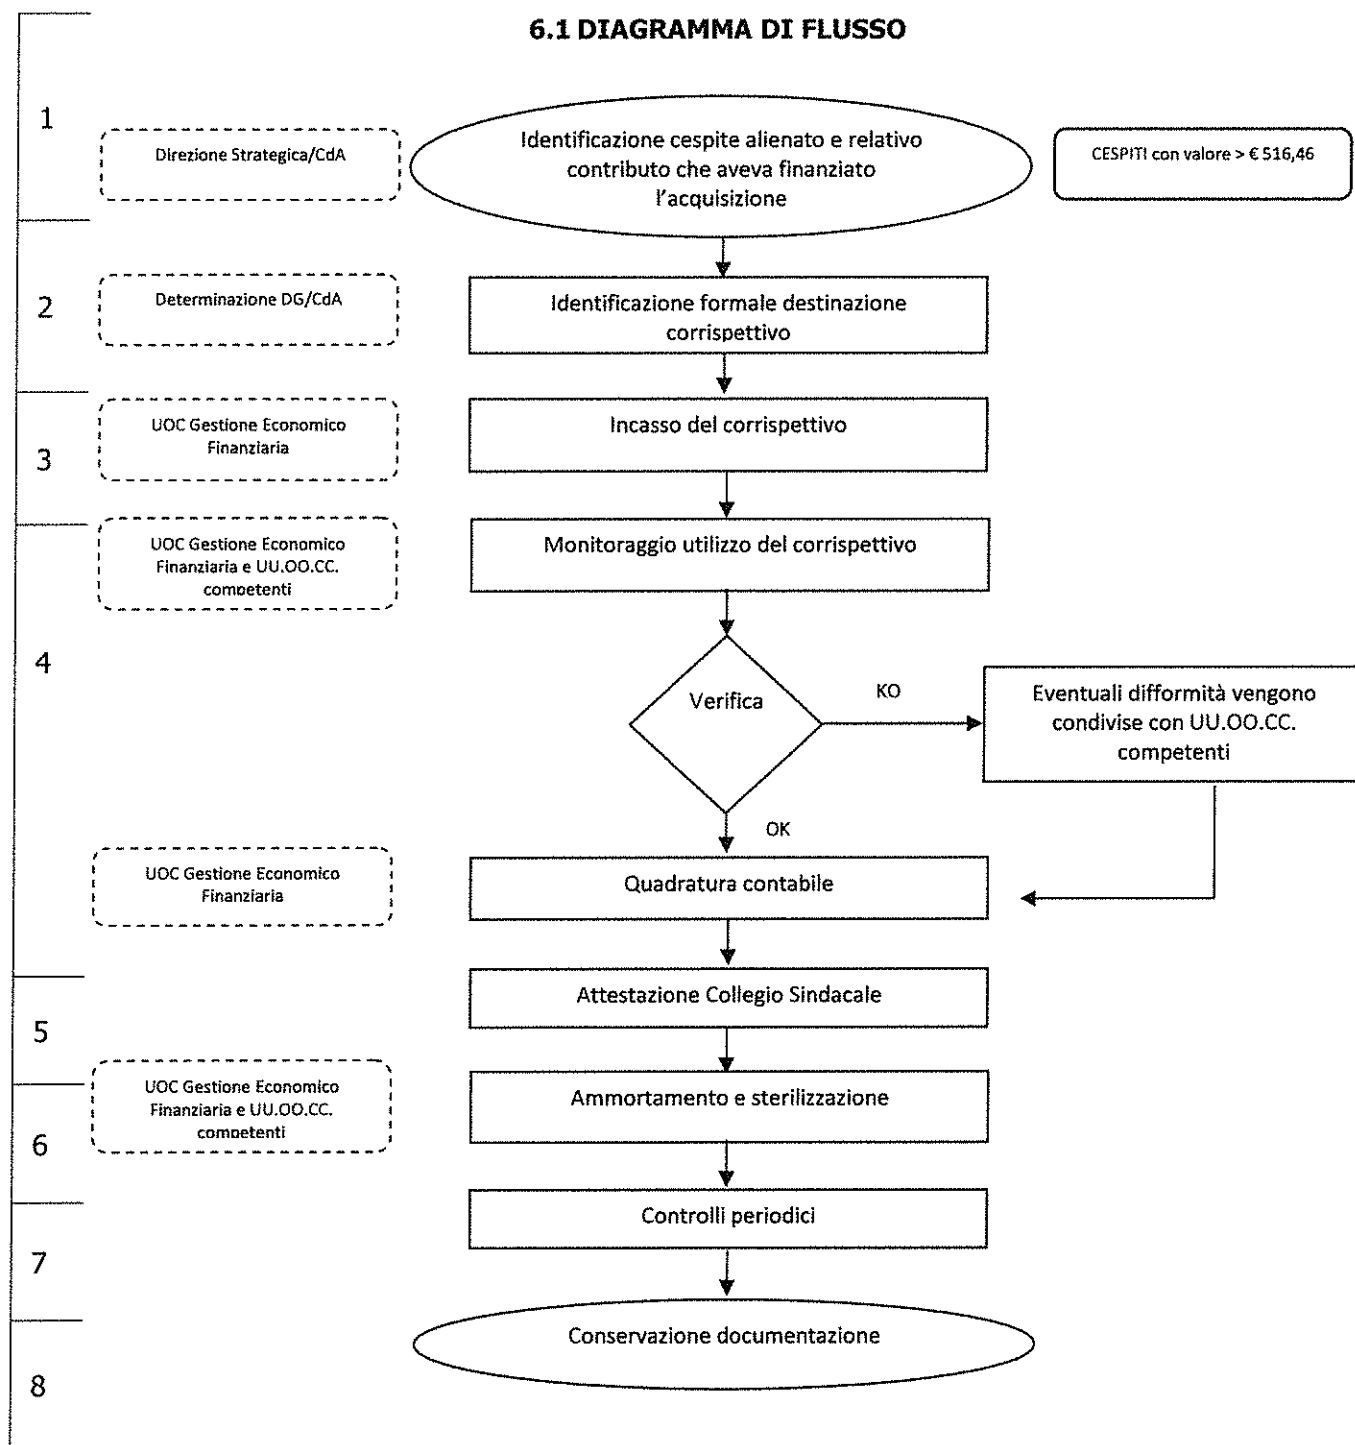 6.1 DIAGRAMMA DI FLUSSO
1
Direzione Strategica/CdA
Identificazione cespite alienato e relativo
contributo che aveva finanziato
l'acquisizione
CESPITI con valore > € 516,46
2
Determinazione DG/CdA
Identificazione formale destinazione
corrispettivo
3
UOC Gestione Economico
Finanziaria
Incasso del corrispettivo
UOC Gestione Economico
Finanziaria e UU.OO.CC.
competenti
Monitoraggio utilizzo del corrispettivo
4
Verifica
KO
Eventuali difformità vengono
condivise con UU.OO.CC.
competenti
OK
UOC Gestione Economico
Finanziaria
Quadratura contabile
Attestazione Collegio Sindacale
5
UOC Gestione Economico
Finanziaria e UU.OO.CC.
competenti
Ammortamento e sterilizzazione
6
Controlli periodici
7
Conservazione documentazione
8